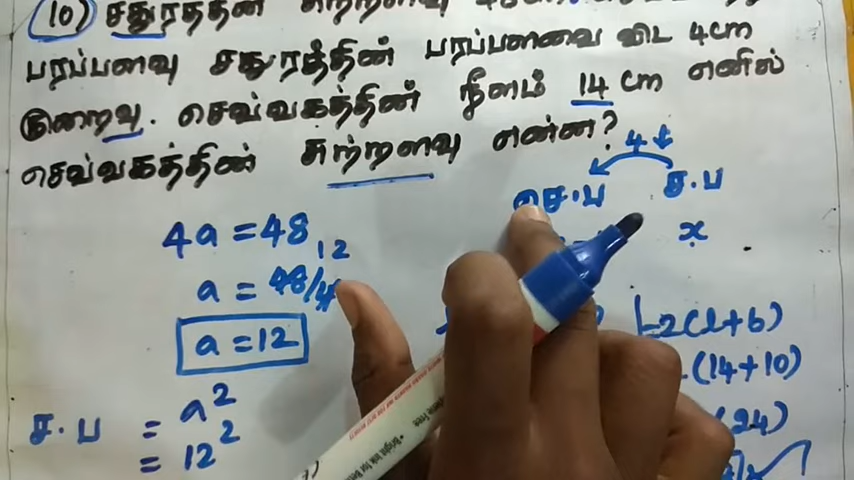 10) சதுரத்தின் சுற்றளவு
பரப்பளவு சதுரத்தின் பரப்பளவை விட 4cm
குறைவு. செவ்வகத்தின் நீளம் 14 cm எனில்
செவ்வகத்தின் சுற்றளவு என்ன?
4↓
செ.ப ச.ப
x
4a = 48
12
a = 48/4
a = 12
2(l+b)
(14+10)
(24)
ச.ப = a²
= 12²